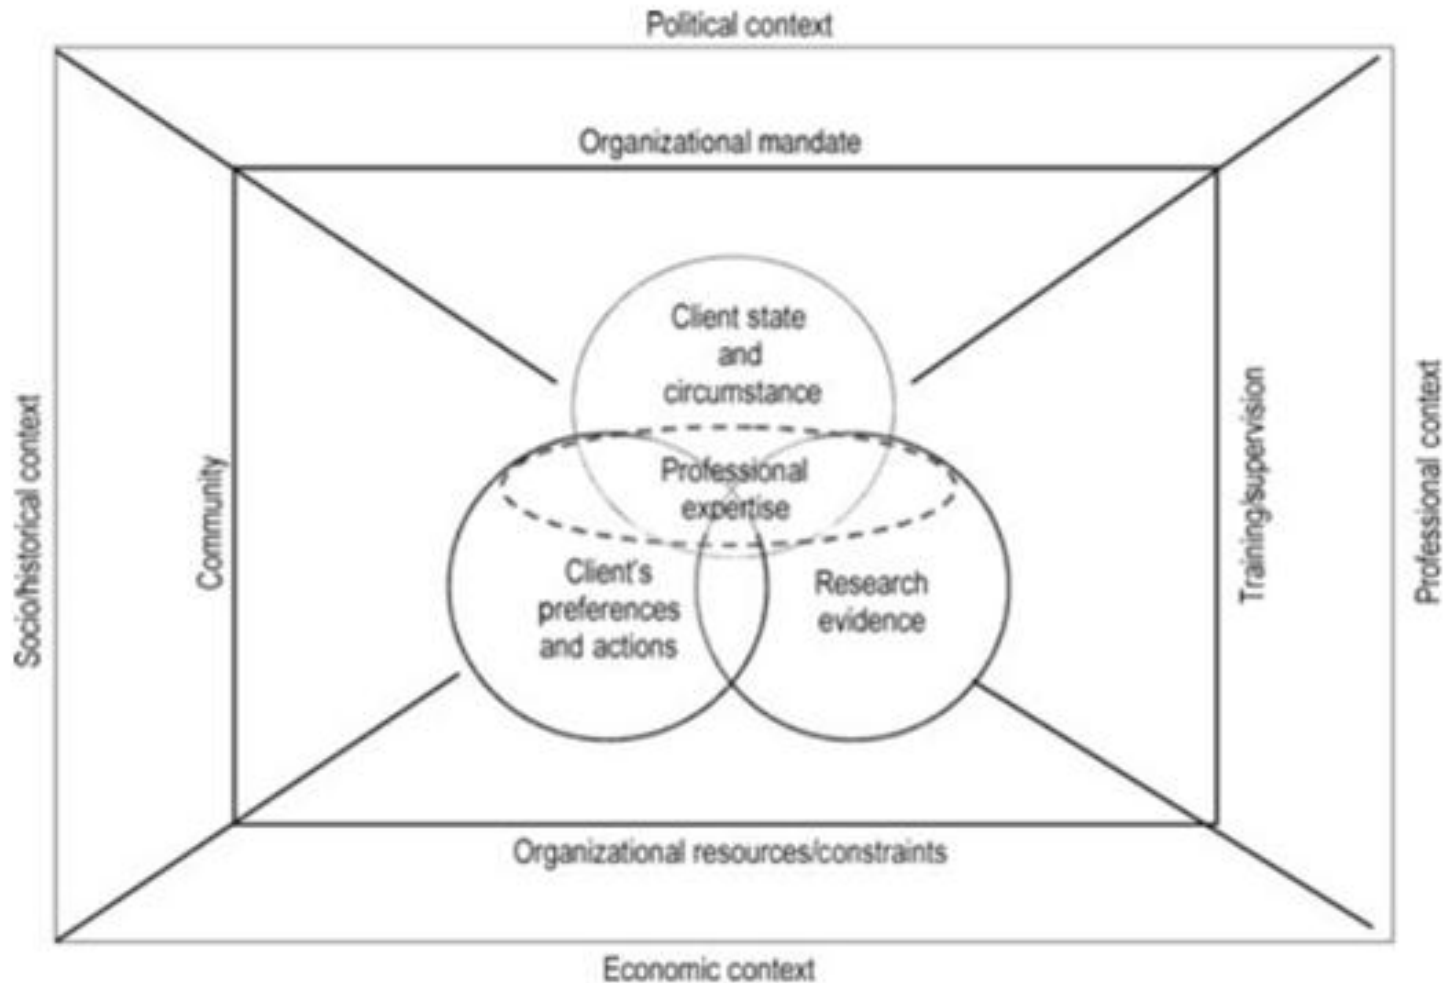 Political context
Organizational mandate
Client state
and
circumstance
Professional
expertise
Client's
preferences
and actions
Research
evidence
Socio/historical context
Community
Training/supervision
Professional context
Organizational resources/constraints
Economic context